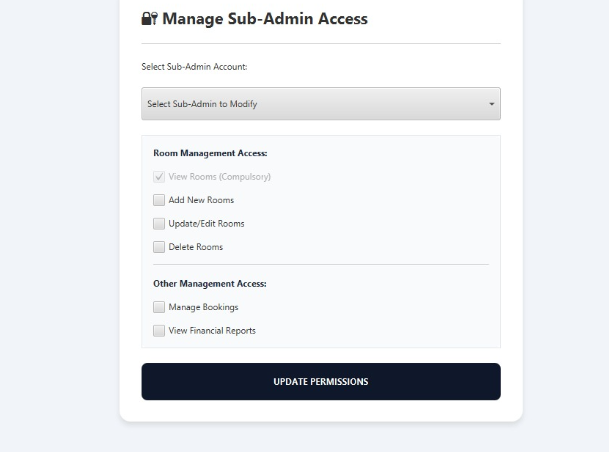 Manage Sub-Admin Access
Select Sub-Admin Account:
Select Sub-Admin to Modify
Room Management Access:
View Rooms (Compulsory)
Add New Rooms
Update/Edit Rooms
Delete Rooms
Other Management Access:
Manage Bookings
View Financial Reports
UPDATE PERMISSIONS